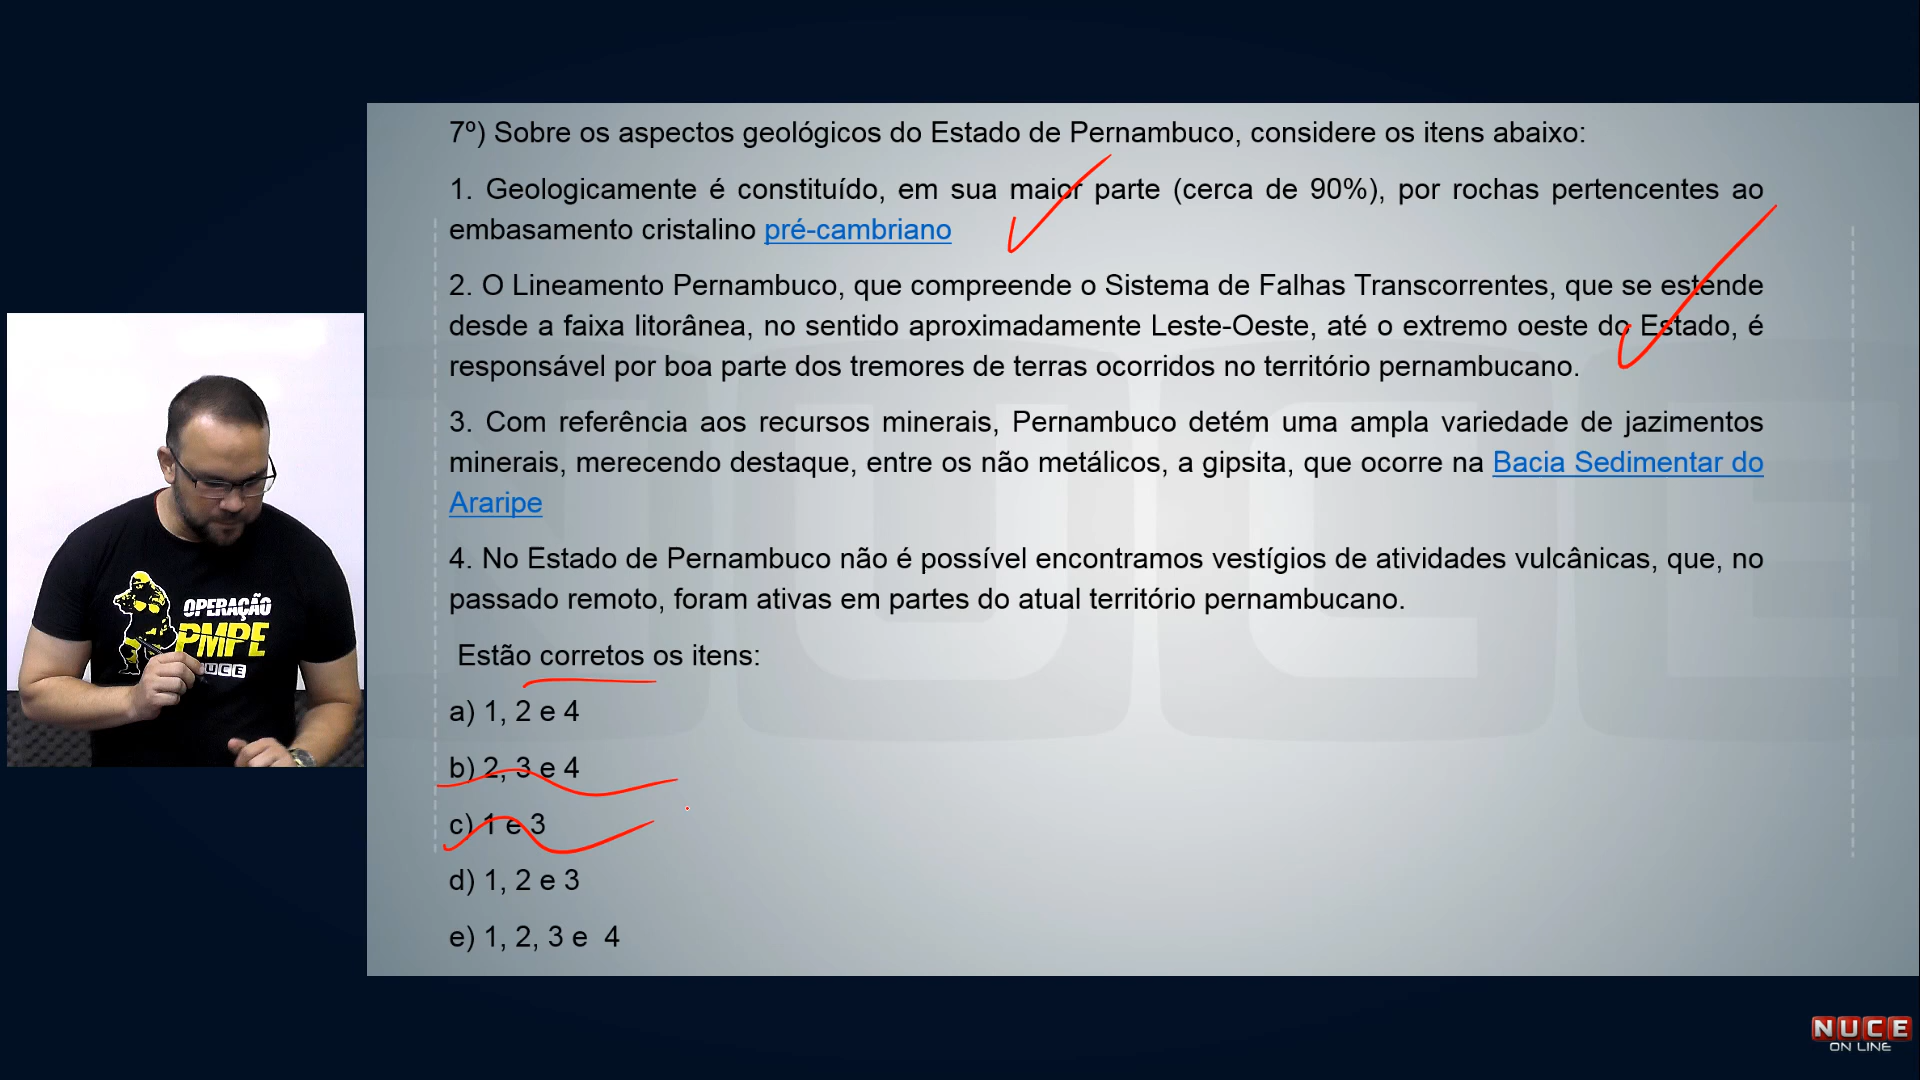 7º) Sobre os aspectos geológicos do Estado de Pernambuco, considere os itens abaixo:
1. Geologicamente é constituído, em sua maior parte (cerca de 90%), por rochas pertencentes ao
embasamento cristalino pré-cambriano
2. O Lineamento Pernambuco, que compreende o Sistema de Falhas Transcorrentes, que se estende
desde a faixa litorânea, no sentido aproximadamente Leste-Oeste, até o extremo oeste do Estado, é
responsável por boa parte dos tremores de terras ocorridos no território pernambucano.
3. Com referência aos recursos minerais, Pernambuco detém uma ampla variedade de jazimentos
minerais, merecendo destaque, entre os não metálicos, a gipsita, que ocorre na Bacia Sedimentar do
Araripe
4. No Estado de Pernambuco não é possível encontramos vestígios de atividades vulcânicas, que, no
passado remoto, foram ativas em partes do atual território pernambucano.
Estão corretos os itens:
a) 1, 2 e 4
b) 2, 3 e 4
c) 1 e 3
d) 1, 2 e 3
e) 1, 2, 3 e  4
OPERAÇÃO
PMPE
NUCE
NUCE
ON LINE